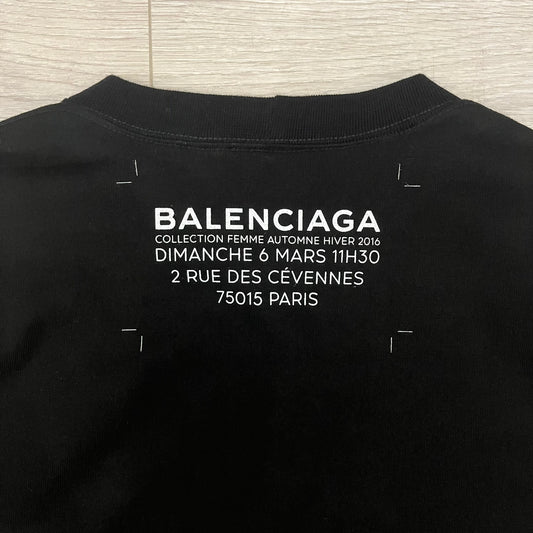 BALENCIAGA
COLLECTION FEMME AUTOMNE HIVER 2016
DIMANCHE 6 MARS 11H30
2 RUE DES CÉVENNES
75015 PARIS